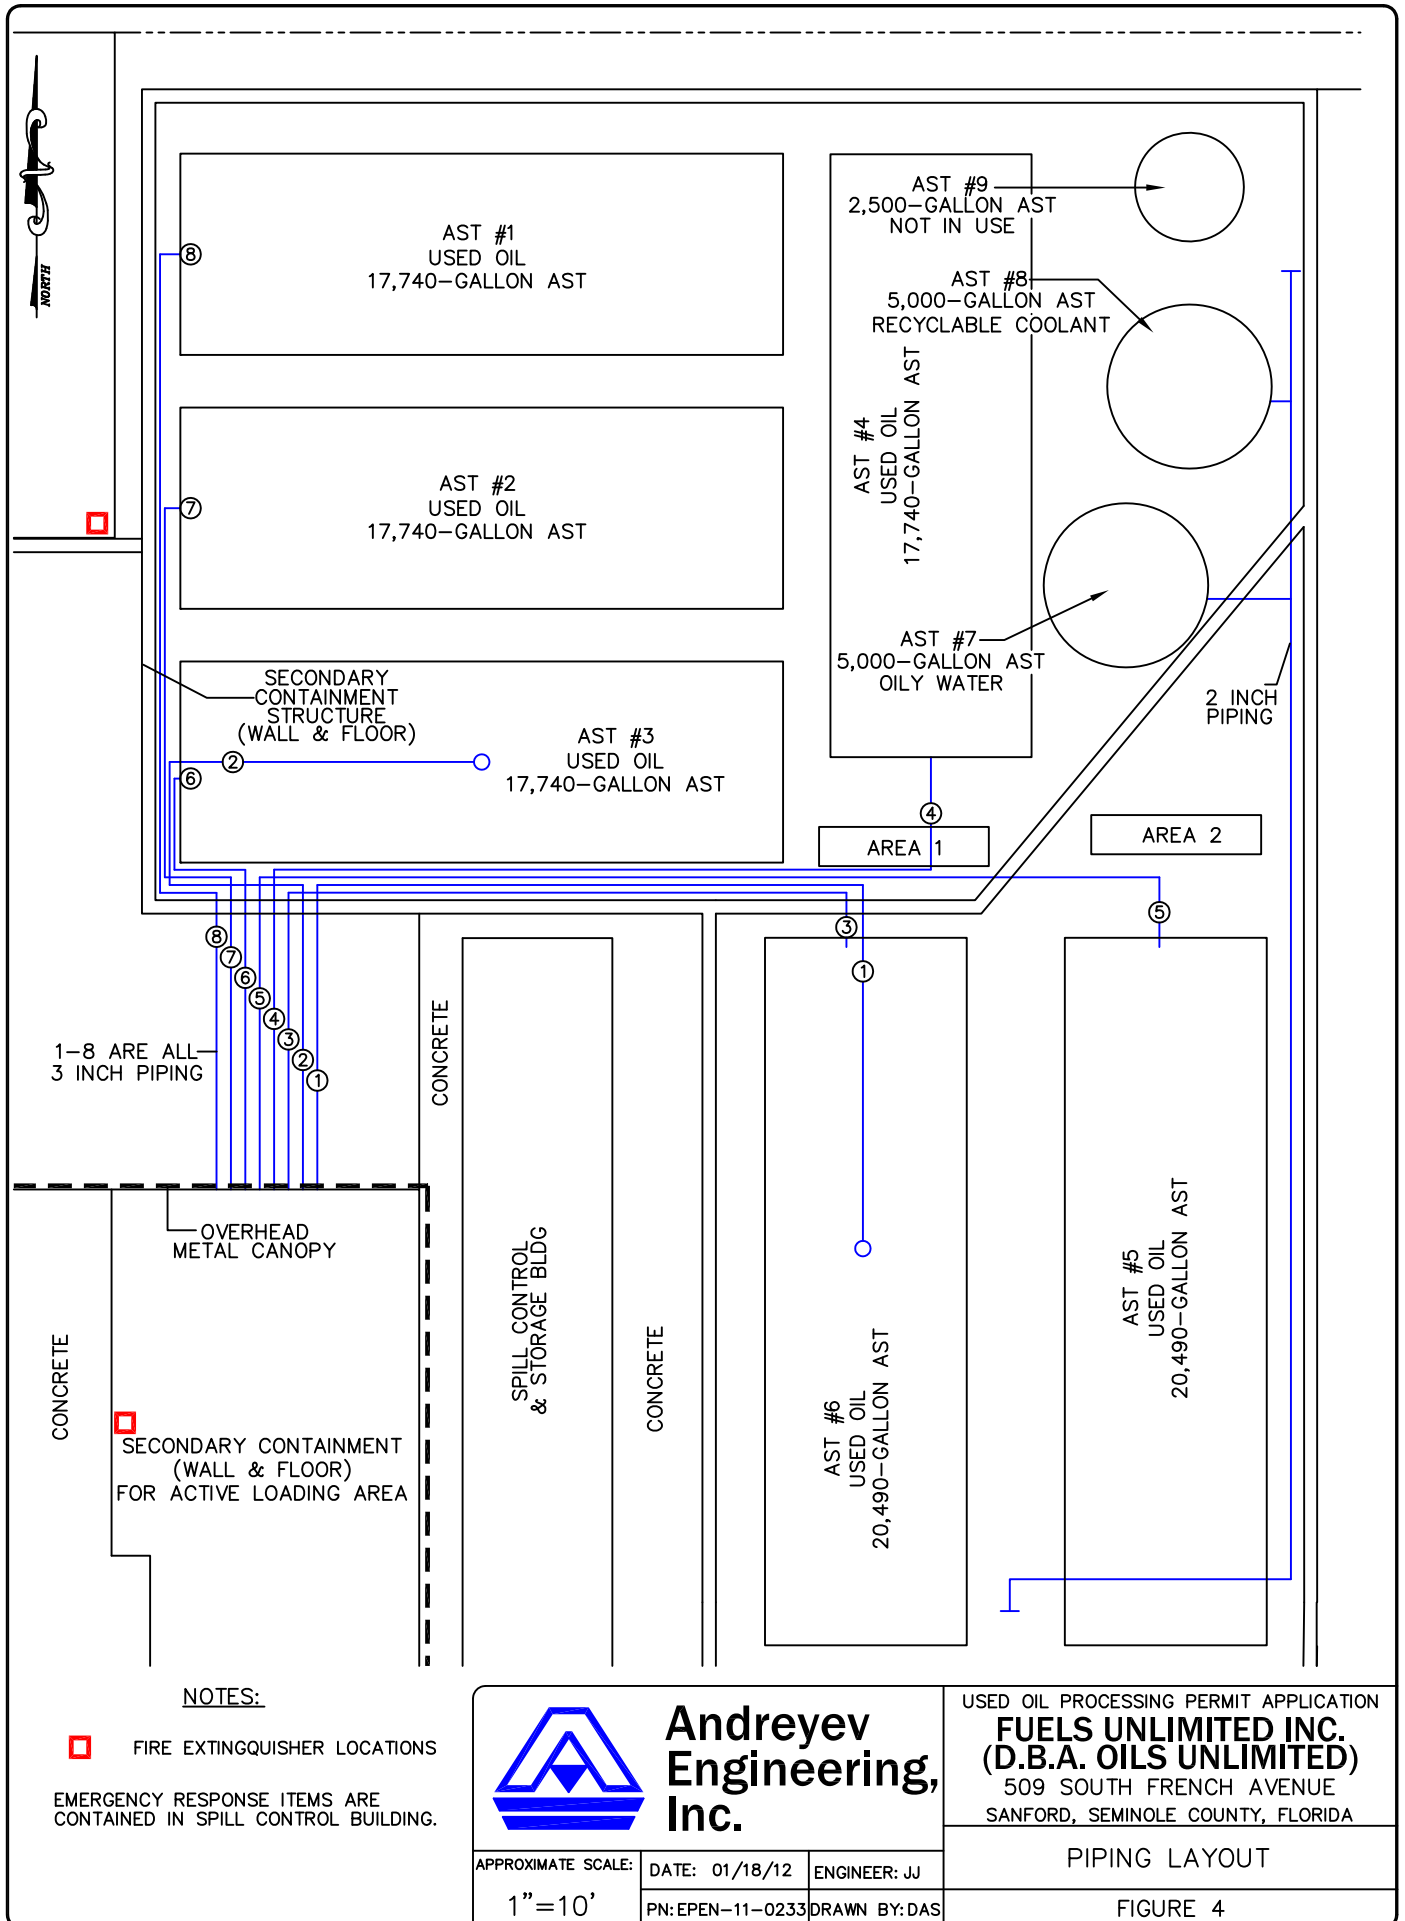 NORTH
AST #1
USED OIL
17,740-GALLON AST
8
AST #9
2,500-GALLON AST
NOT IN USE
AST #8
5,000-GALLON AST
RECYCLABLE COOLANT
AST #4
USED OIL
17,740-GALLON AST
AST #2
USED OIL
17,740-GALLON AST
7
AST #7
5,000-GALLON AST
OILY WATER
2 INCH
PIPING
SECONDARY
CONTAINMENT
STRUCTURE
(WALL & FLOOR)
AST #3
USED OIL
17,740-GALLON AST
2
6
4
AREA 1
AREA 2
5
3
1
8
7
6
5
4
3
2
1
1-8 ARE ALL
3 INCH PIPING
CONCRETE
OVERHEAD
METAL CANOPY
SPILL CONTROL
& STORAGE BLDG
CONCRETE
CONCRETE
AST #6
USED OIL
20,490-GALLON AST
AST #5
USED OIL
20,490-GALLON AST
SECONDARY CONTAINMENT
(WALL & FLOOR)
FOR ACTIVE LOADING AREA
NOTES:
FIRE EXTINGQUISHER LOCATIONS
EMERGENCY RESPONSE ITEMS ARE
CONTAINED IN SPILL CONTROL BUILDING.
Andreyev
Engineering,
Inc.
USED OIL PROCESSING PERMIT APPLICATION
FUELS UNLIMITED INC.
(D.B.A. OILS UNLIMITED)
509 SOUTH FRENCH AVENUE
SANFORD, SEMINOLE COUNTY, FLORIDA
APPROXIMATE SCALE:
1"=10'
DATE: 01/18/12
ENGINEER: JJ
PN: EPEN-11-0233
DRAWN BY: DAS
PIPING LAYOUT
FIGURE 4